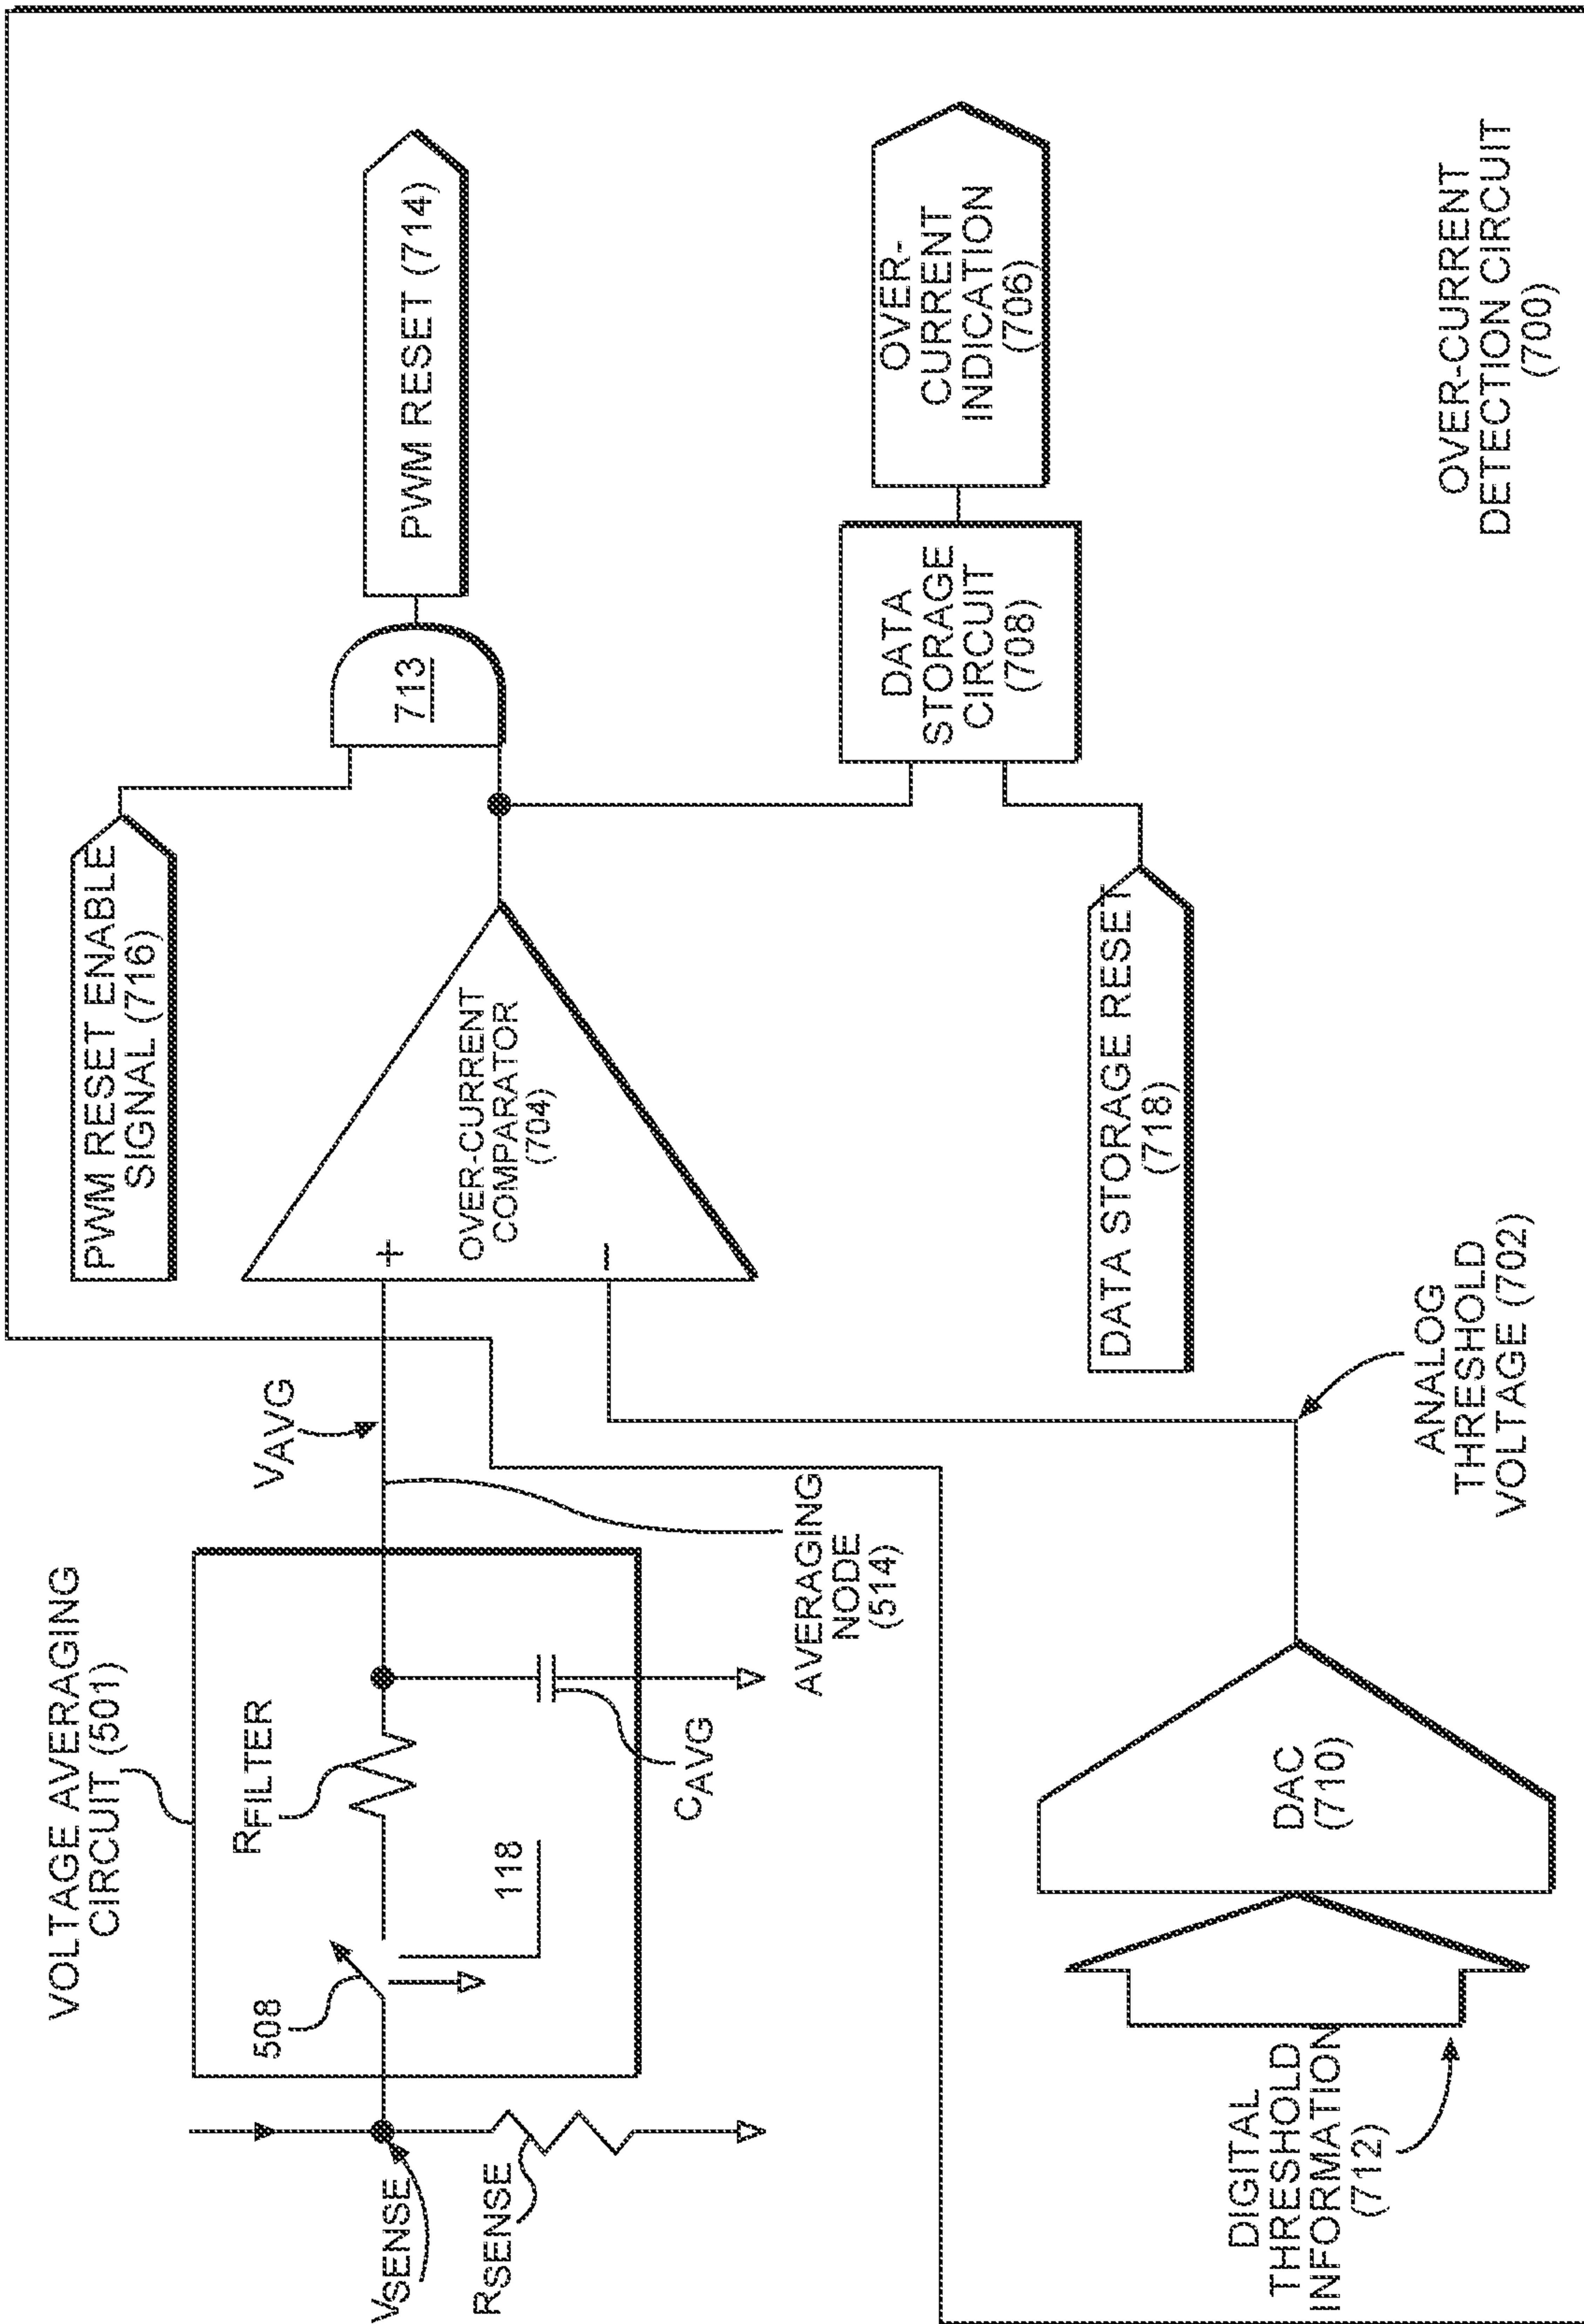 VOLTAGE AVERAGING
CIRCUIT (501)
PWM RESET ENABLE
SIGNAL (716)
RFILTER
508
118
CAVG
VAVG
VSENSE
RSENSE
AVERAGING
NODE
(514)
+
−
OVER-CURRENT
COMPARATOR
(704)
713
PWM RESET (714)
DATA
STORAGE
CIRCUIT
(708)
OVER-
CURRENT
INDICATION
(706)
DATA STORAGE RESET
(718)
DIGITAL
THRESHOLD
INFORMATION
(712)
DAC
(710)
ANALOG
THRESHOLD
VOLTAGE (702)
OVER-CURRENT
DETECTION CIRCUIT
(700)